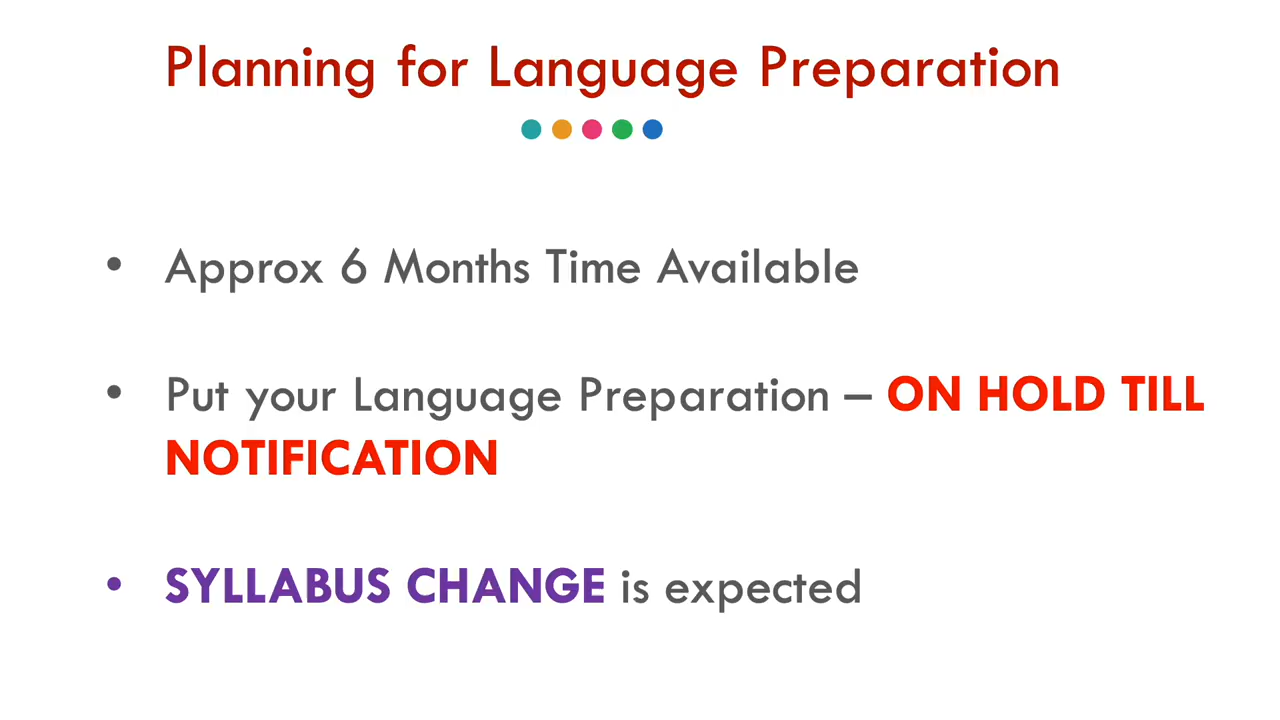 Planning for Language Preparation
• Approx 6 Months Time Available
• Put your Language Preparation – ON HOLD TILL
NOTIFICATION
• SYLLABUS CHANGE is expected